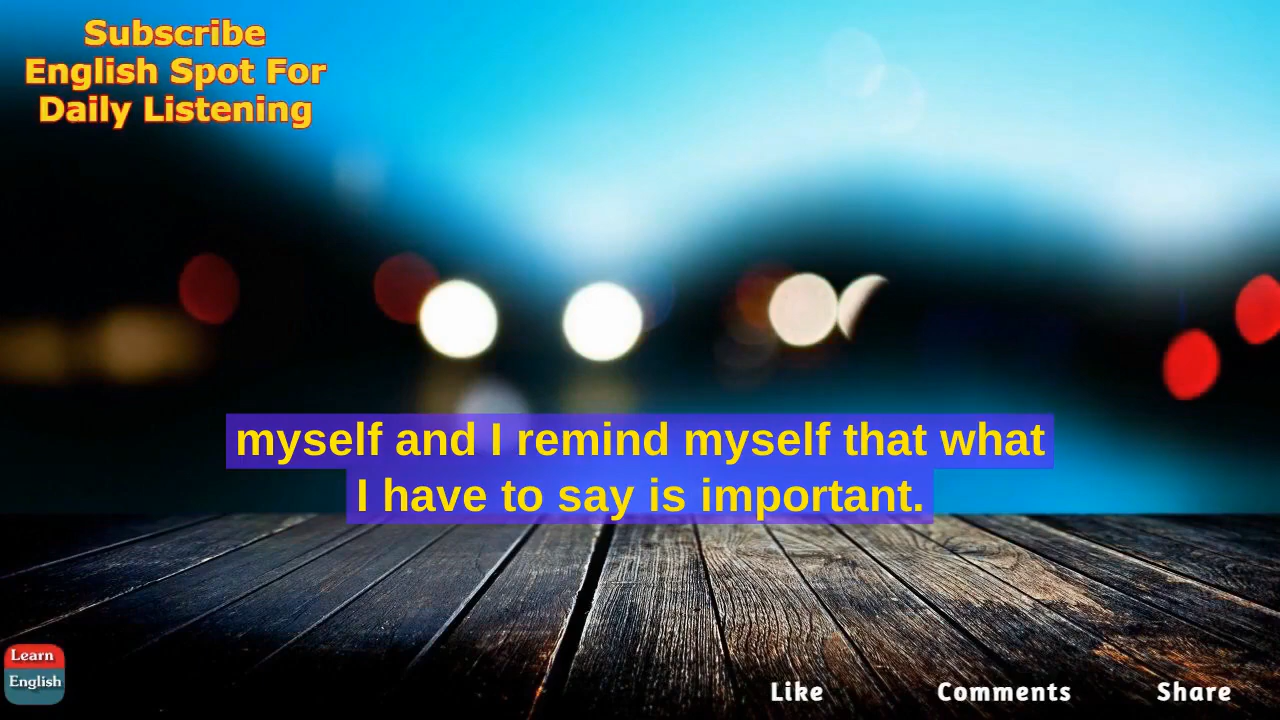 Subscribe
English Spot For
Daily Listening
myself and I remind myself that what
I have to say is important.
Learn
English
Like
Comments
Share